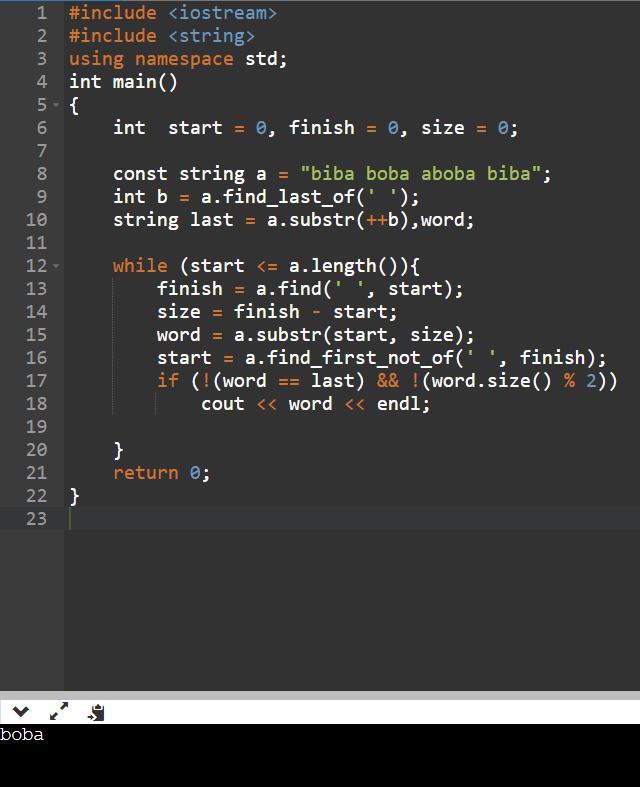 1 #include <iostream>
2 #include <string>
3 using namespace std;
4 int main()
5 {
6     int  start = 0, finish = 0, size = 0;
7
8     const string a = "biba boba aboba biba";
9     int b = a.find_last_of(' ');
10     string last = a.substr(++b),word;
11
12     while (start <= a.length()){
13         finish = a.find(' ', start);
14         size = finish - start;
15         word = a.substr(start, size);
16         start = a.find_first_not_of(' ', finish);
17         if (!(word == last) && !(word.size() % 2))
18             cout << word << endl;
19
20     }
21     return 0;
22 }
23
boba